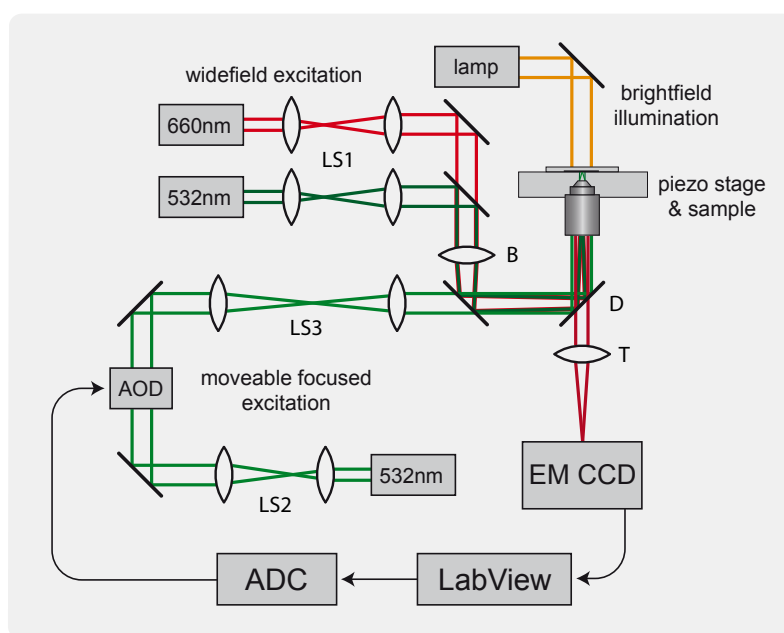 lamp
widefield excitation
brightfield
illumination
660nm
LS1
532nm
piezo stage
& sample
B
D
LS3
T
AOD
moveable focused
excitation
532nm
LS2
EM CCD
ADC
LabView